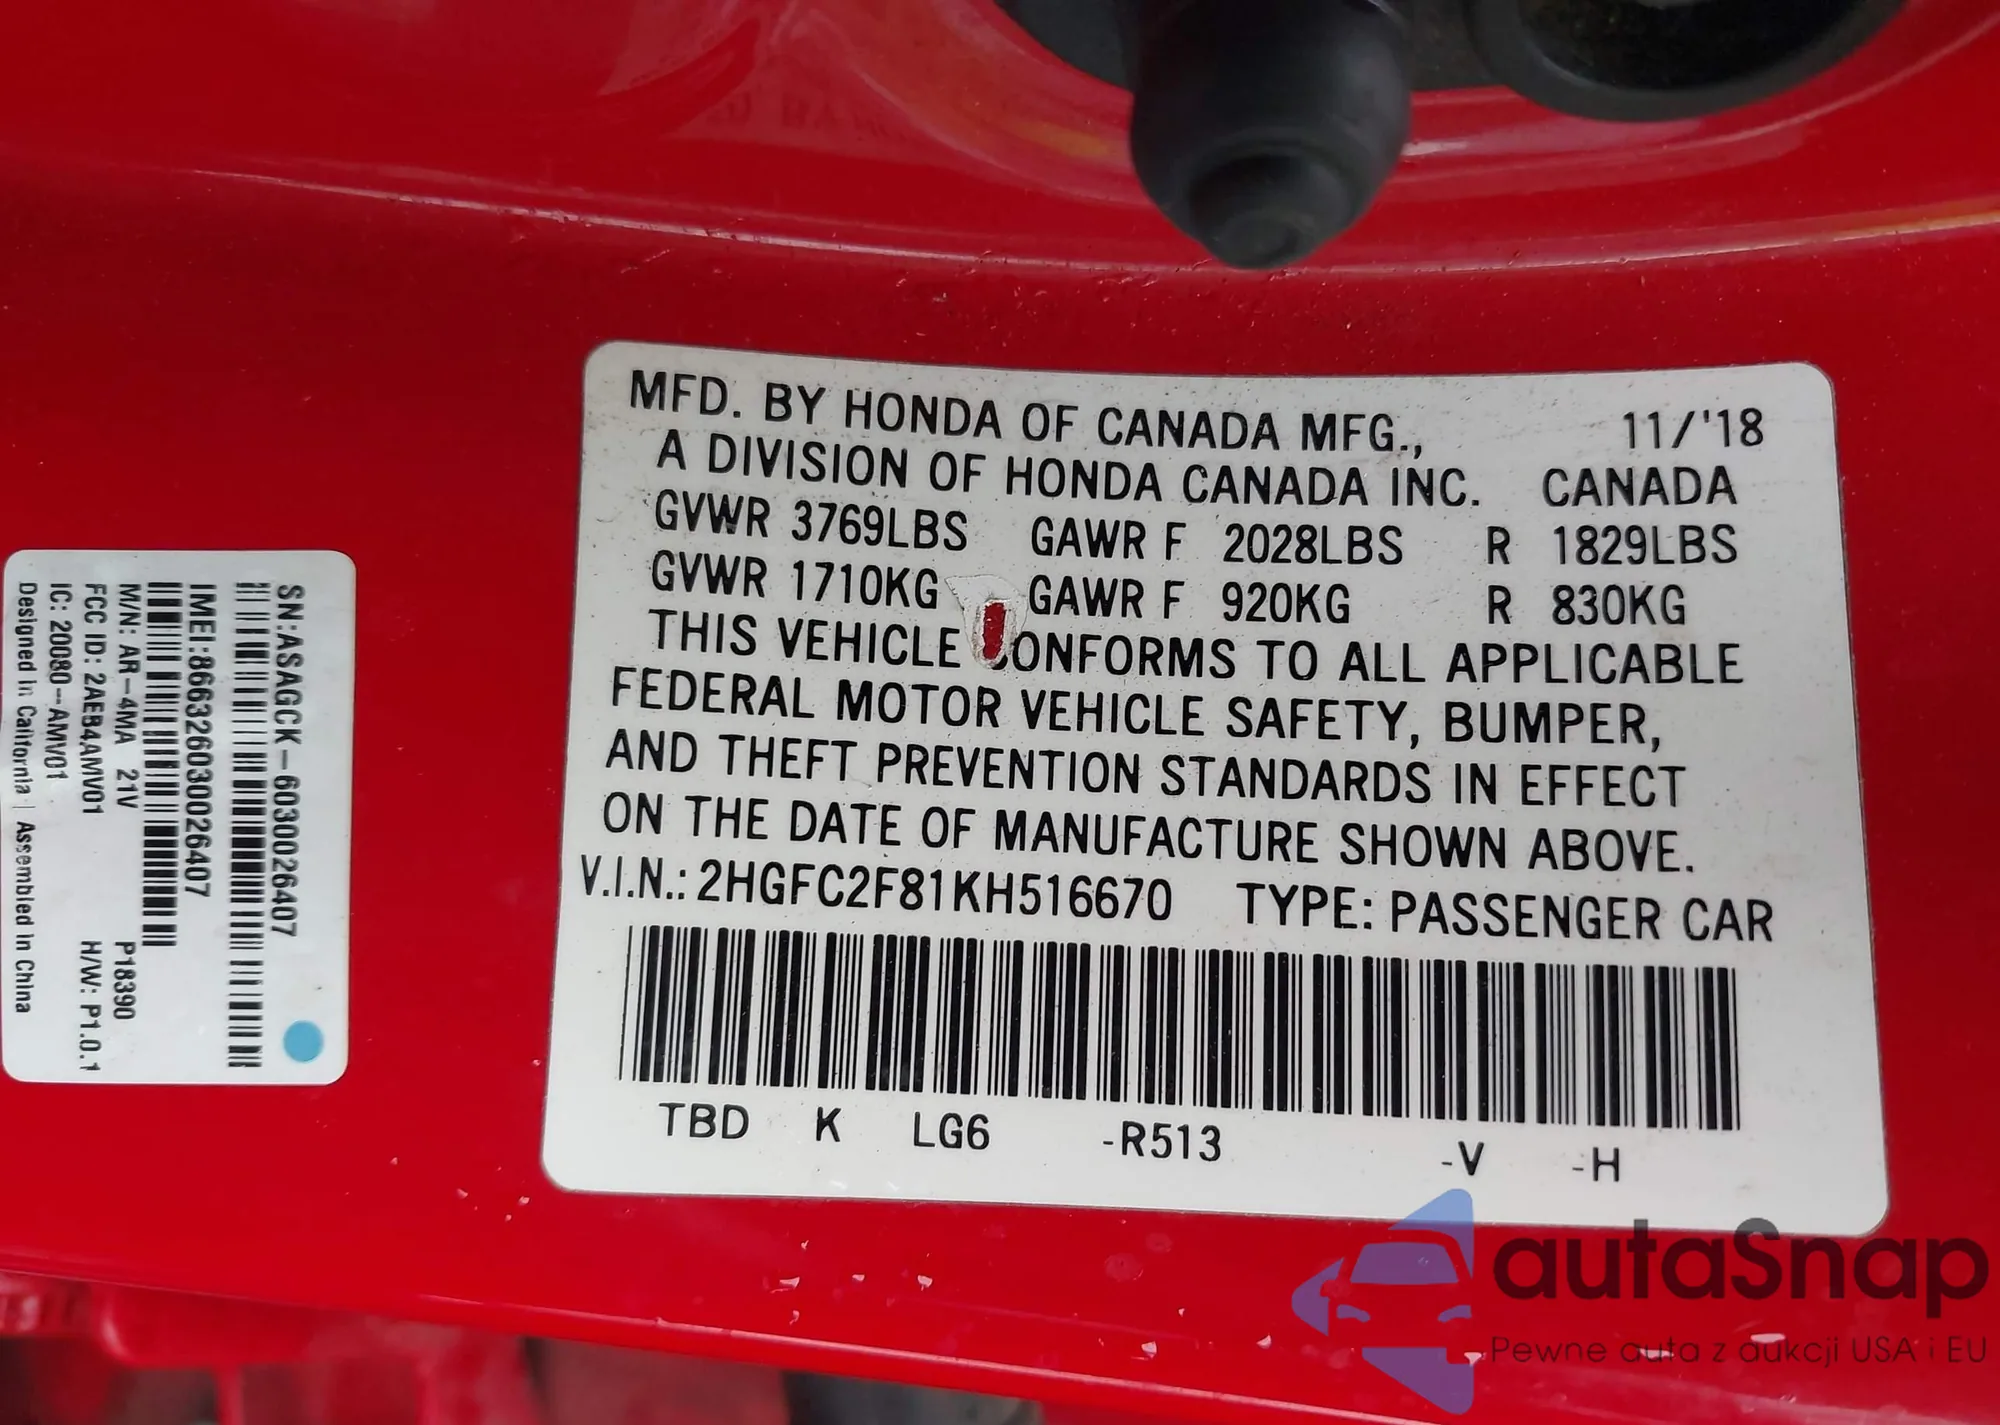 MFD. BY HONDA OF CANADA MFG., 11/'18
A DIVISION OF HONDA CANADA INC. CANADA
GVWR 3769LBS GAWR F 2028LBS R 1829LBS
GVWR 1710KG GAWR F 920KG R 830KG
THIS VEHICLE CONFORMS TO ALL APPLICABLE
FEDERAL MOTOR VEHICLE SAFETY, BUMPER,
AND THEFT PREVENTION STANDARDS IN EFFECT
ON THE DATE OF MANUFACTURE SHOWN ABOVE.
V.I.N.: 2HGFC2F81KH516670 TYPE: PASSENGER CAR
TBD K LG6 -R513 -V -H
SN:ASAGCK-603002640​7
IMEI:866326030026407
M/N: AR-4MA 21V P18390
FCC ID: 2AEB4AMV01 H/W: P1.0.1
IC: 20080-AMV01
Designed in California | Assembled in China
autaSnap
Pewne auta z aukcji USA i EU